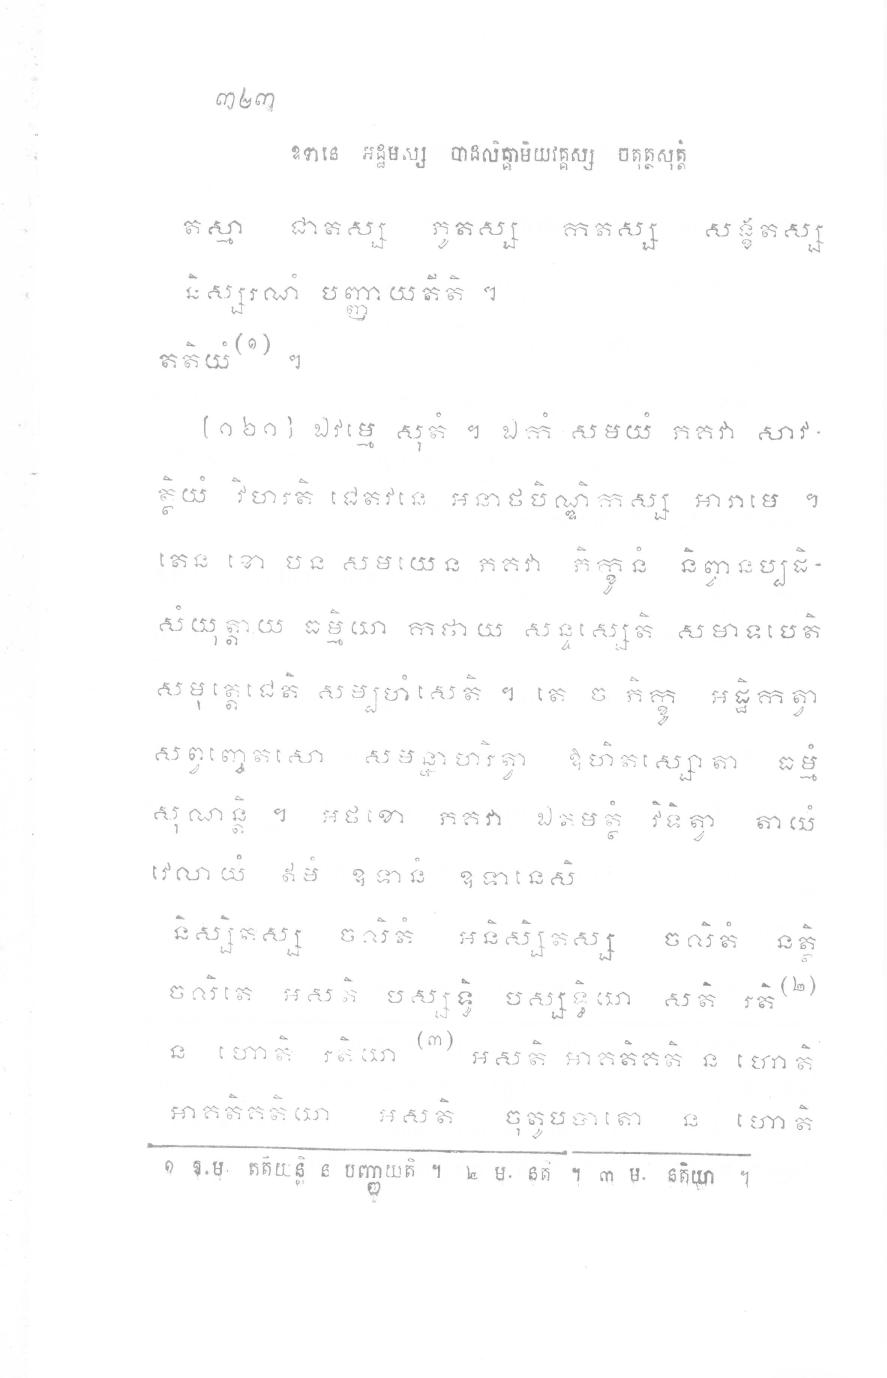 ៣២៣
ឧទានេ អដ្ឋមស្ស បាដលិគ្គាមិយវគ្គស្ស ចតុត្ថសុត្តំ
តស្មា ជាតស្ស ភូតស្ស កតស្ស សង្ខតស្ស
និស្សរណំ បញ្ញាយតីតិ ។
តតិយំ(១) ។
[១៦១] ឯវម្មេ សុតំ ។ ឯកំ សមយំ ភគវា សាវ-
ត្ថិយំ វិហរតិ ជេតវនេ អនាថបិណ្ឌិកស្ស អារាមេ ។
តេន ខោ បន សមយេន ភគវា ភិក្ខូនំ និព្វានប្បដិ-
សំយុត្តាយ ធម្មិយា កថាយ សន្ទស្សេតិ សមាទបេតិ
សមុត្តេជេតិ សម្បហំសេតិ ។ តេ ច ភិក្ខូ អដ្ឋិកត្វា
សព្វញ្ចេតសោ សមន្នាហរិត្វា ឱហិតស្សោតា ធម្មំ
សុណន្តិ ។ អថខោ ភគវា ឯតមត្ថំ វិទិត្វា តាយំ
វេលាយំ ឥមំ ឧទានំ ឧទានេសិ
និស្សិតស្ស ចលិតំ អនិស្សិតស្ស ចលិតំ នត្ថិ
ចលិតេ អសតិ បស្សទ្ធិ បស្សទ្ធិយា សតិ រតិ(២)
ន ហោតិ រតិយា(៣) អសតិ អាគតិគតិ ន ហោតិ
អាគតិគតិយា អសតិ ចុតូបបាតោ ន ហោតិ
១ ឱ.ម. តតិយន្តិ ន បញ្ញាយតិ ។ ២ ម. នតិ ។ ៣ ម. នតិយា ។